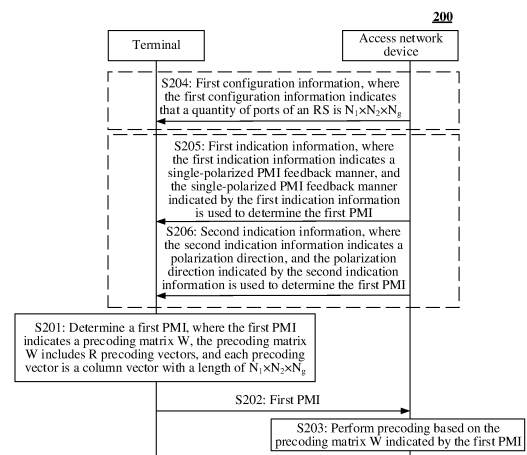 200
Terminal
Access network
device
S204: First configuration information, where
the first configuration information indicates
that a quantity of ports of an RS is N₁×N₂×Ng
S205: First indication information, where
the first indication information indicates a
single-polarized PMI feedback manner, and
the single-polarized PMI feedback manner
indicated by the first indication information
is used to determine the first PMI
S206: Second indication information, where
the second indication information indicates a
polarization direction, and the polarization
direction indicated by the second indication
information is used to determine the first PMI
S201: Determine a first PMI, where the first PMI
indicates a precoding matrix W, the precoding matrix
W includes R precoding vectors, and each precoding
vector is a column vector with a length of N₁×N₂×Ng
S202: First PMI
S203: Perform precoding based on the
precoding matrix W indicated by the first PMI